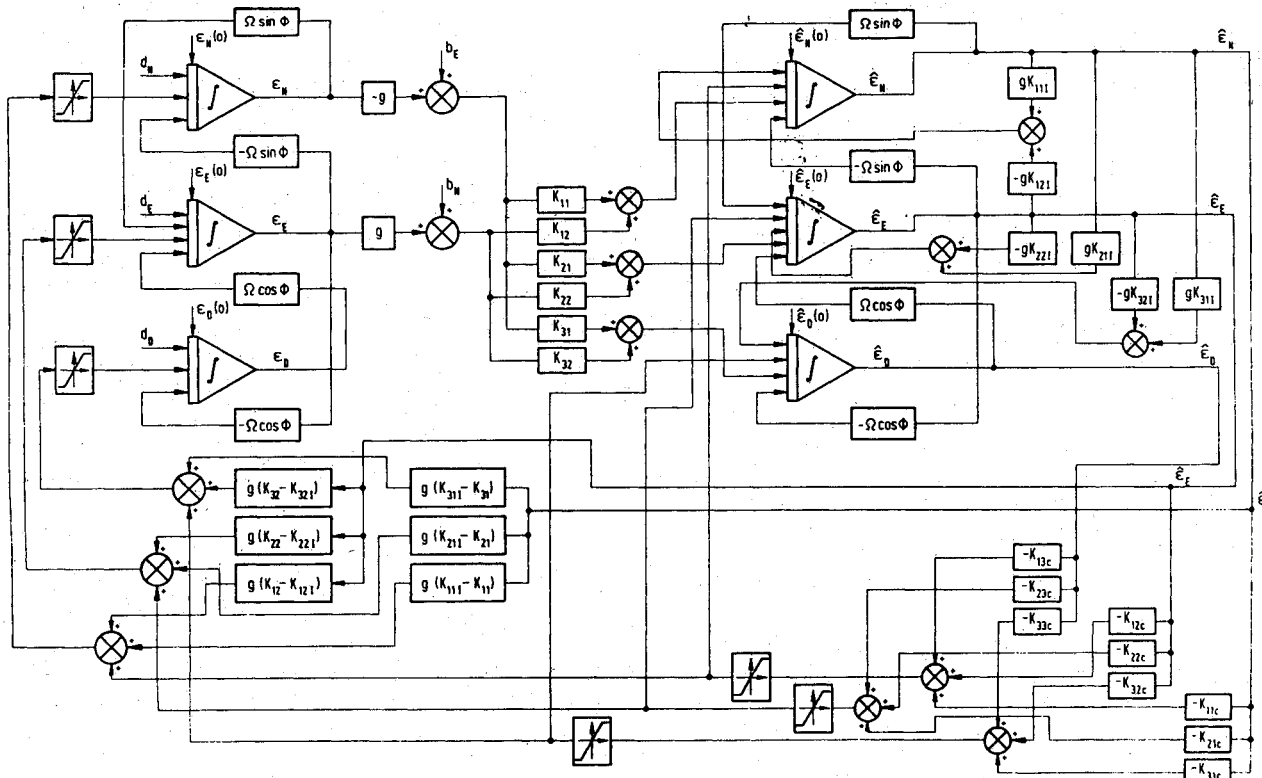 Ω sin Φ
ε_N(0)
d_N
∫
ε_N
-g
b_E
-Ω sin Φ
ε_E(0)
d_E
∫
ε_E
g
b_N
Ω cos Φ
ε_D(0)
d_D
∫
ε_D
-Ω cos Φ
K_11
K_12
K_21
K_22
K_31
K_32
Ω sin Φ
ε̂_N(0)
∫
ε̂_N
ε̂_N
gK_11I
-gK_12I
-Ω sin Φ
ε̂_E(0)
∫
ε̂_E
ε̂_E
-gK_22I
gK_21I
-gK_32I
gK_31I
Ω cos Φ
ε̂_D(0)
∫
ε̂_D
ε̂_D
-Ω cos Φ
g (K_32 - K_32I)
g (K_31I - K_31)
g (K_22 - K_22I)
g (K_21I - K_21)
g (K_12 - K_12I)
g (K_11I - K_11)
ε̂_E
-K_13c
-K_23c
-K_33c
-K_12c
-K_22c
-K_32c
-K_11c
-K_21c
-K_31c